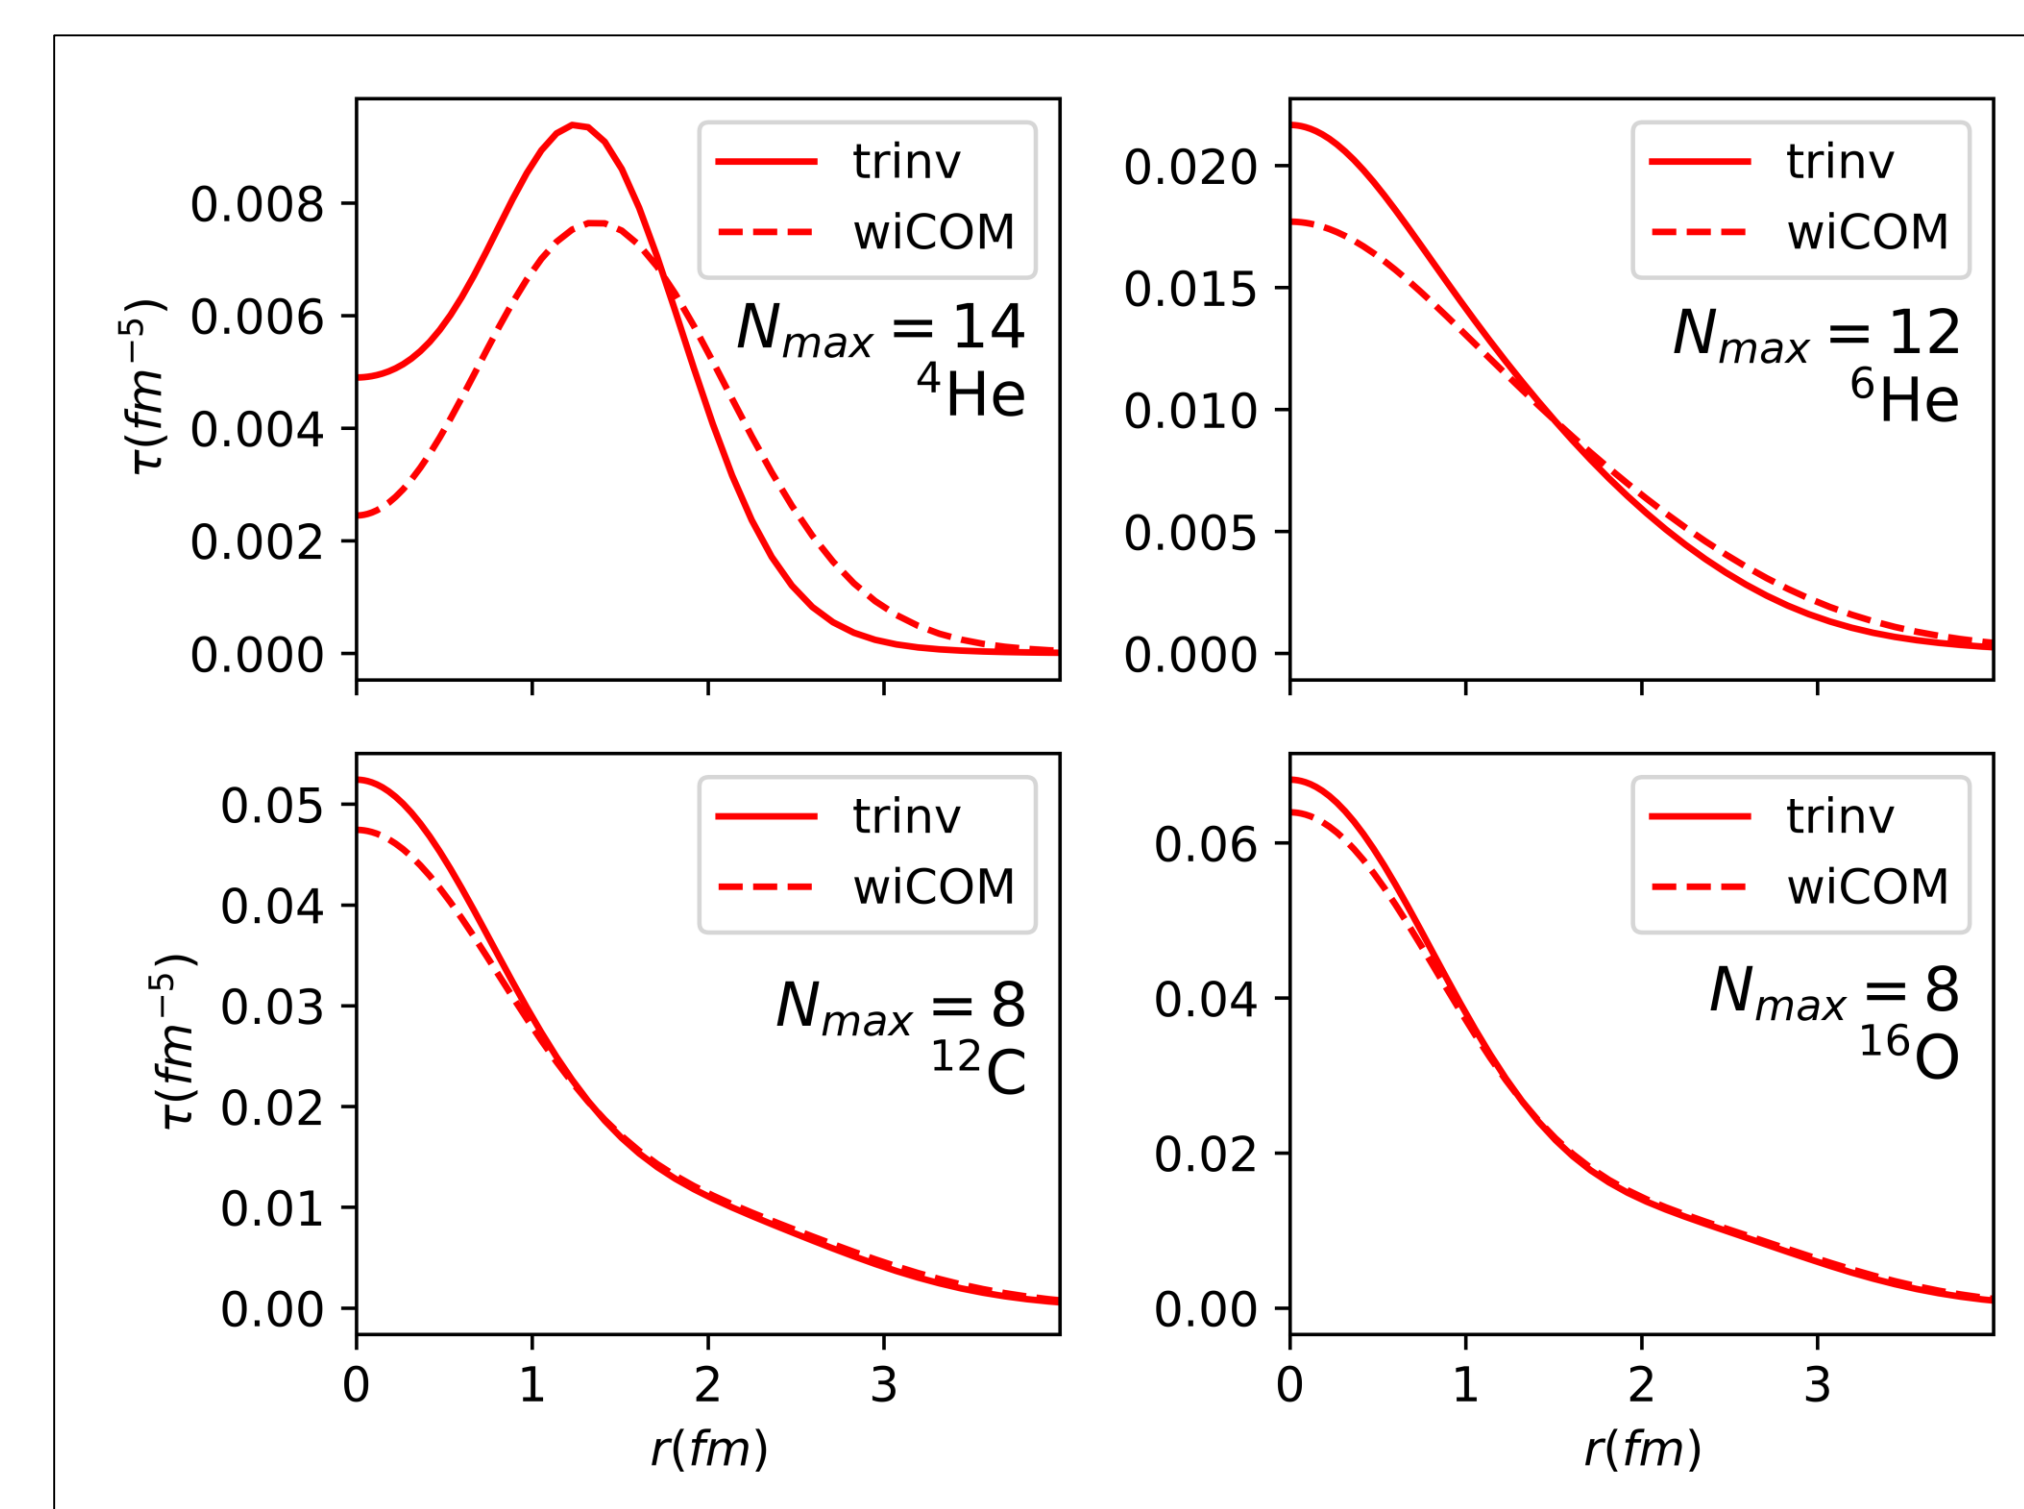 trinv
wiCOM
N_max = 14
⁴He
0.008
0.006
0.004
0.002
0.000
τ(fm⁻⁵)
trinv
wiCOM
N_max = 12
⁶He
0.020
0.015
0.010
0.005
0.000
trinv
wiCOM
N_max = 8
¹²C
0.05
0.04
0.03
0.02
0.01
0.00
τ(fm⁻⁵)
0 1 2 3
r(fm)
trinv
wiCOM
N_max = 8
¹⁶O
0.06
0.04
0.02
0.00
0 1 2 3
r(fm)